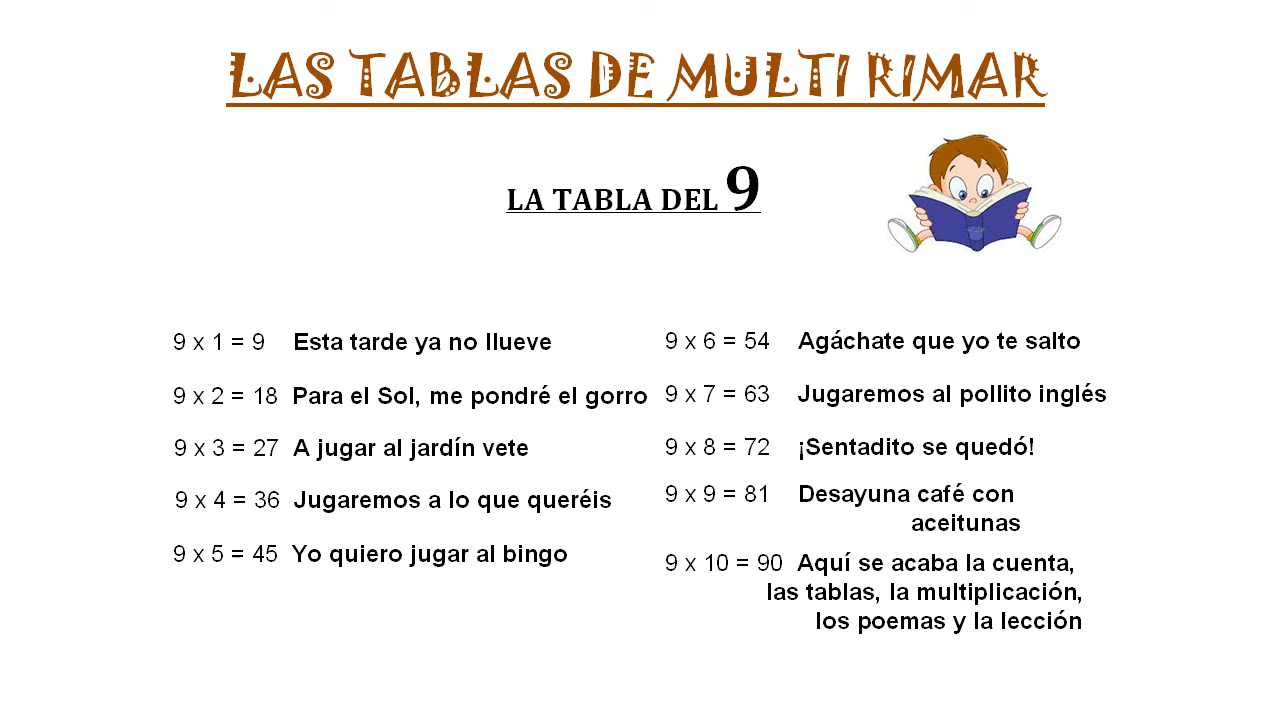 LAS TABLAS DE MULTI RIMAR
LA TABLA DEL 9
9 x 1 = 9 Esta tarde ya no llueve
9 x 2 = 18 Para el Sol, me pondré el gorro
9 x 3 = 27 A jugar al jardín vete
9 x 4 = 36 Jugaremos a lo que queréis
9 x 5 = 45 Yo quiero jugar al bingo
9 x 6 = 54 Agáchate que yo te salto
9 x 7 = 63 Jugaremos al pollito inglés
9 x 8 = 72 ¡Sentadito se quedó!
9 x 9 = 81 Desayuna café con
aceitunas
9 x 10 = 90 Aquí se acaba la cuenta,
las tablas, la multiplicación,
los poemas y la lección